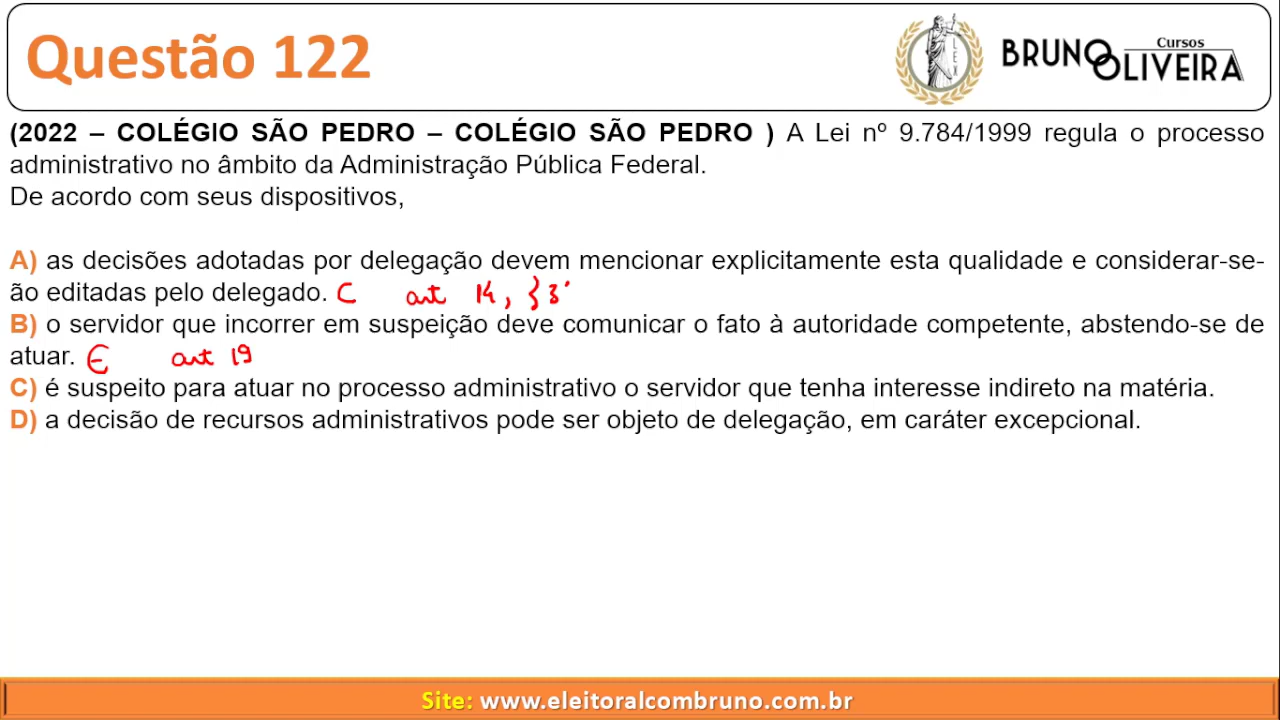 Questão 122
LEX
Cursos
BRUNO
OLIVEIRA
(2022 – COLÉGIO SÃO PEDRO – COLÉGIO SÃO PEDRO ) A Lei nº 9.784/1999 regula o processo
administrativo no âmbito da Administração Pública Federal.
De acordo com seus dispositivos,
A) as decisões adotadas por delegação devem mencionar explicitamente esta qualidade e considerar-se-
ão editadas pelo delegado. C art 14, §3º
B) o servidor que incorrer em suspeição deve comunicar o fato à autoridade competente, abstendo-se de
atuar. E art 19
C) é suspeito para atuar no processo administrativo o servidor que tenha interesse indireto na matéria.
D) a decisão de recursos administrativos pode ser objeto de delegação, em caráter excepcional.
Site: www.eleitoralcombruno.com.br